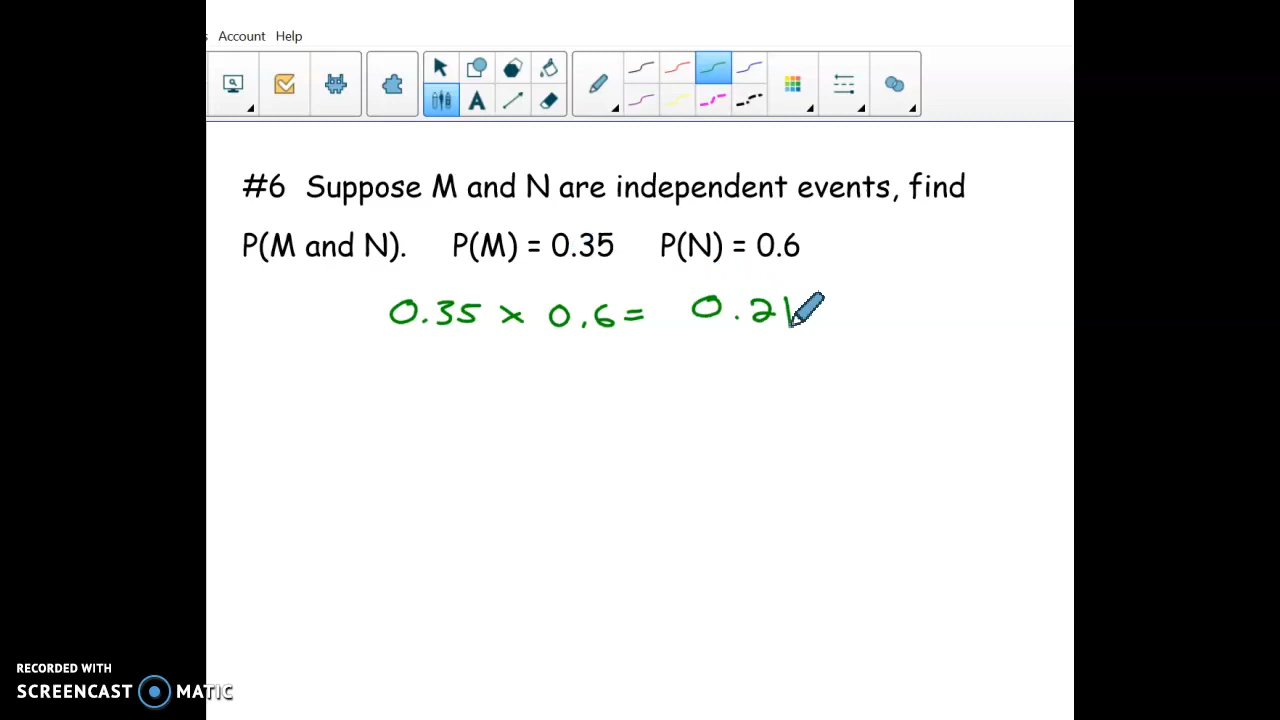 s Account Help
#6 Suppose M and N are independent events, find
P(M and N). P(M) = 0.35 P(N) = 0.6
0.35 × 0.6 = 0.21
RECORDED WITH
SCREENCAST MATIC